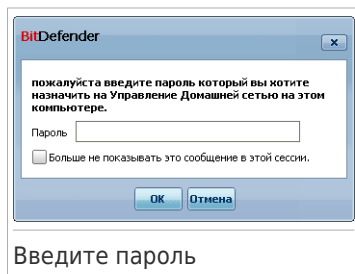 BitDefender
пожалуйста введите пароль который вы хотите
назначить на Управление Домашней сетью на этом
компьютере.
Пароль
Больше не показывать это сообщение в этой сессии.
OK Отмена
Введите пароль